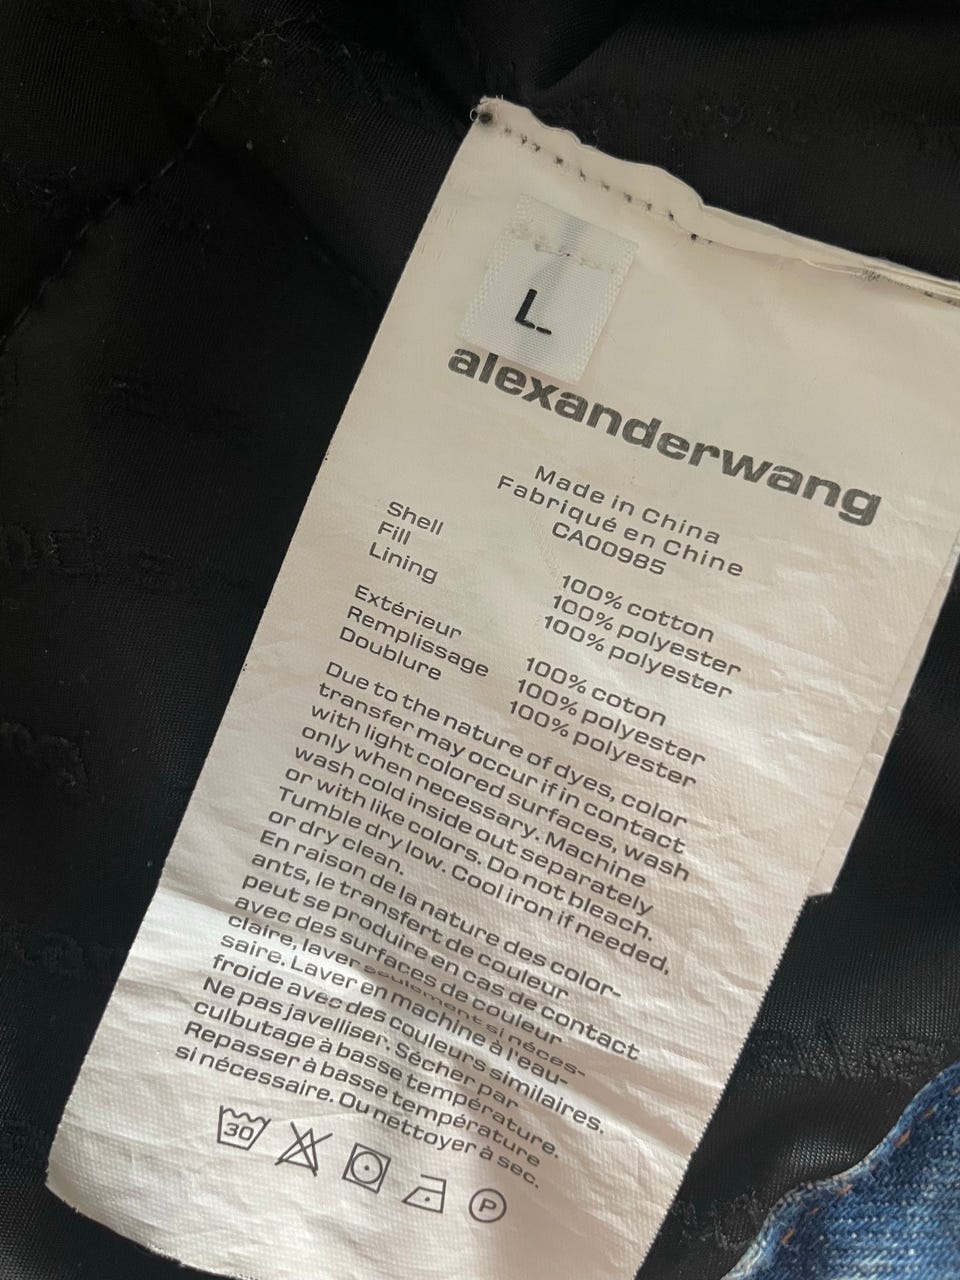 L
alexanderwang
Made in China
Fabriqué en Chine
CA00985
Shell 100% cotton
Fill 100% polyester
Lining 100% polyester
Extérieur 100% coton
Remplissage 100% polyester
Doublure 100% polyester
Due to the nature of dyes, color
transfer may occur if in contact
with light colored surfaces, wash
only when necessary. Machine
wash cold inside out separately
or with like colors. Do not bleach.
Tumble dry low. Cool iron if needed,
or dry clean.
En raison de la nature des color-
ants, le transfert de couleur
peut se produire en cas de contact
avec des surfaces de couleur
claire, laver seulement si néces-
saire. Laver en machine à l'eau-
froide avec des couleurs similaires.
Ne pas javelliser. Sécher par
culbutage à basse température.
Repasser à basse température
si nécessaire. Ou nettoyer à sec.
30
P